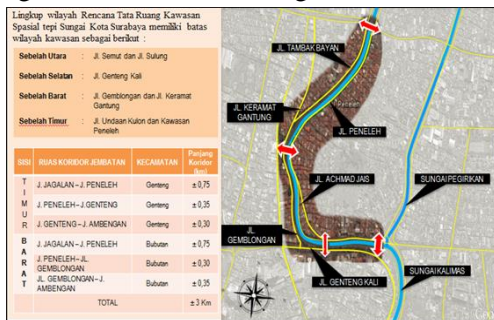 Lingkup wilayah Rencana Tata Ruang Kawasan
Spasial tepi Sungai Kota Surabaya memiliki batas
wilayah kawasan sebagai berikut :
Sebelah Utara : Jl. Semut dan Jl. Sulung
Sebelah Selatan : Jl. Genteng Kali
Sebelah Barat : Jl. Gemblongan dan Jl. Keramat
Gantung
Sebelah Timur : Jl. Undaan Kulon dan Kawasan
Peneleh
SISI RUAS KORIDOR JEMBATAN KECAMATAN Panjang
Koridor
(km)
TIMUR
J. JAGALAN – J. PENELEH Genteng ± 0,75
J. PENELEH – J. GENTENG Genteng ± 0,35
J. GENTENG – J. AMBENGAN Genteng ± 0,30
BARAT
J. JAGALAN – J. PENELEH Bubutan ± 0,75
J. PENELEH – JL.
GEMBLONGAN Bubutan ± 0,30
JL. GEMBLONGAN – J.
AMBENGAN Bubutan ± 0,35
TOTAL ± 3 Km
JL. TAMBAK BAYAN
JL. KERAMAT
GANTUNG
Peneleh
JL. PENELEH
JL. ACHMAD JAIS
SUNGAI PEGIRIKAN
JL.
GEMBLONGAN
SUNGAI KALIMAS
JL. GENTENG KALI